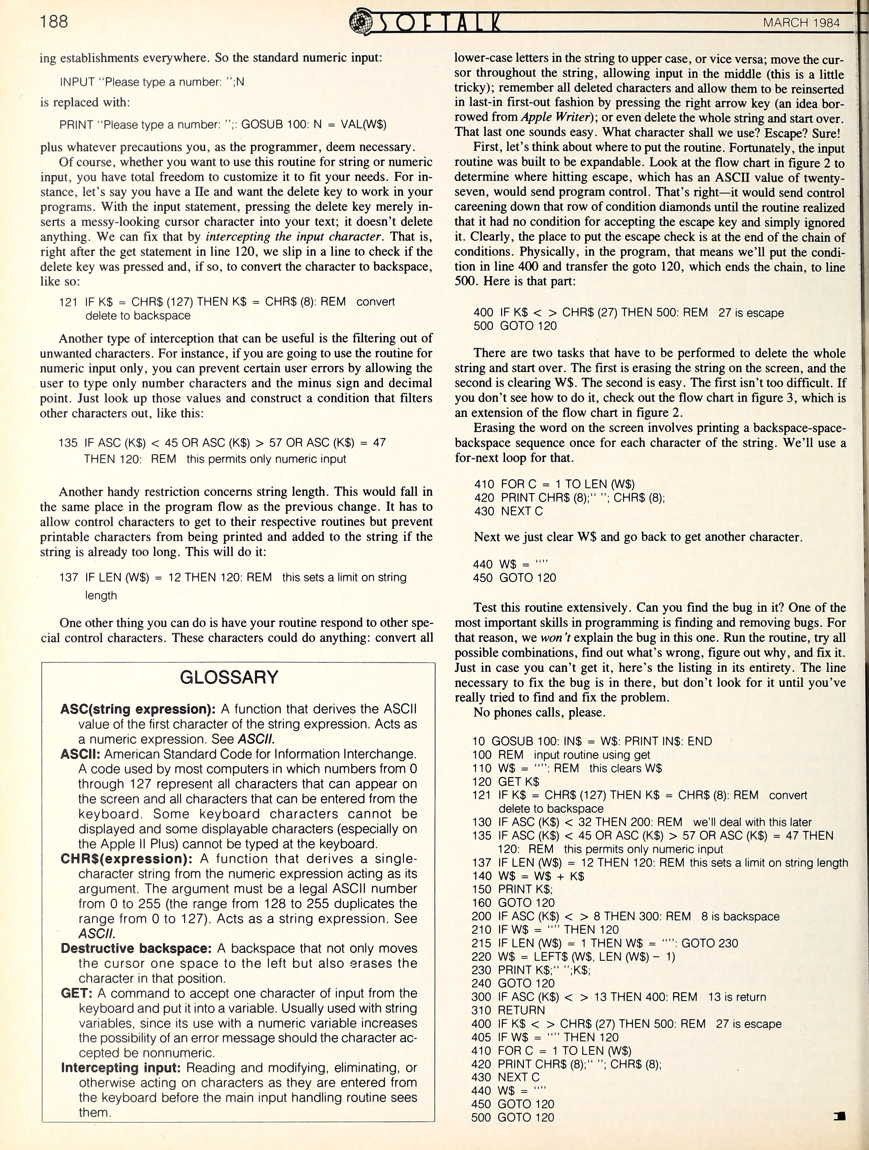 188
SOFTALK
MARCH 1984
ing establishments everywhere. So the standard numeric input:
INPUT "Please type a number: ";N
is replaced with:
PRINT "Please type a number: ";: GOSUB 100: N = VAL(W$)
plus whatever precautions you, as the programmer, deem necessary.
Of course, whether you want to use this routine for string or numeric
input, you have total freedom to customize it to fit your needs. For in-
stance, let's say you have a IIe and want the delete key to work in your
programs. With the input statement, pressing the delete key merely in-
serts a messy-looking cursor character into your text; it doesn't delete
anything. We can fix that by intercepting the input character. That is,
right after the get statement in line 120, we slip in a line to check if the
delete key was pressed and, if so, to convert the character to backspace,
like so:
121 IF K$ = CHR$ (127) THEN K$ = CHR$ (8): REM convert
delete to backspace
Another type of interception that can be useful is the filtering out of
unwanted characters. For instance, if you are going to use the routine for
numeric input only, you can prevent certain user errors by allowing the
user to type only number characters and the minus sign and decimal
point. Just look up those values and construct a condition that filters
other characters out, like this:
135 IF ASC (K$) < 45 OR ASC (K$) > 57 OR ASC (K$) = 47
THEN 120: REM this permits only numeric input
Another handy restriction concerns string length. This would fall in
the same place in the program flow as the previous change. It has to
allow control characters to get to their respective routines but prevent
printable characters from being printed and added to the string if the
string is already too long. This will do it:
137 IF LEN (W$) = 12 THEN 120: REM this sets a limit on string
length
One other thing you can do is have your routine respond to other spe-
cial control characters. These characters could do anything: convert all
GLOSSARY
ASC(string expression): A function that derives the ASCII
value of the first character of the string expression. Acts as
a numeric expression. See ASCII.
ASCII: American Standard Code for Information Interchange.
A code used by most computers in which numbers from 0
through 127 represent all characters that can appear on
the screen and all characters that can be entered from the
keyboard. Some keyboard characters cannot be
displayed and some displayable characters (especially on
the Apple II Plus) cannot be typed at the keyboard.
CHR$(expression): A function that derives a single-
character string from the numeric expression acting as its
argument. The argument must be a legal ASCII number
from 0 to 255 (the range from 128 to 255 duplicates the
range from 0 to 127). Acts as a string expression. See
ASCII.
Destructive backspace: A backspace that not only moves
the cursor one space to the left but also erases the
character in that position.
GET: A command to accept one character of input from the
keyboard and put it into a variable. Usually used with string
variables, since its use with a numeric variable increases
the possibility of an error message should the character ac-
cepted be nonnumeric.
Intercepting input: Reading and modifying, eliminating, or
otherwise acting on characters as they are entered from
the keyboard before the main input handling routine sees
them.
lower-case letters in the string to upper case, or vice versa; move the cur-
sor throughout the string, allowing input in the middle (this is a little
tricky); remember all deleted characters and allow them to be reinserted
in last-in first-out fashion by pressing the right arrow key (an idea bor-
rowed from Apple Writer); or even delete the whole string and start over.
That last one sounds easy. What character shall we use? Escape? Sure!
First, let's think about where to put the routine. Fortunately, the input
routine was built to be expandable. Look at the flow chart in figure 2 to
determine where hitting escape, which has an ASCII value of twenty-
seven, would send program control. That's right—it would send control
careening down that row of condition diamonds until the routine realized
that it had no condition for accepting the escape key and simply ignored
it. Clearly, the place to put the escape check is at the end of the chain of
conditions. Physically, in the program, that means we'll put the condi-
tion in line 400 and transfer the goto 120, which ends the chain, to line
500. Here is that part:
400 IF K$ < > CHR$ (27) THEN 500: REM 27 is escape
500 GOTO 120
There are two tasks that have to be performed to delete the whole
string and start over. The first is erasing the string on the screen, and the
second is clearing W$. The second is easy. The first isn't too difficult. If
you don't see how to do it, check out the flow chart in figure 3, which is
an extension of the flow chart in figure 2.
Erasing the word on the screen involves printing a backspace-space-
backspace sequence once for each character of the string. We'll use a
for-next loop for that.
410 FOR C = 1 TO LEN (W$)
420 PRINT CHR$ (8);" "; CHR$ (8);
430 NEXT C
Next we just clear W$ and go back to get another character.
440 W$ = ""
450 GOTO 120
Test this routine extensively. Can you find the bug in it? One of the
most important skills in programming is finding and removing bugs. For
that reason, we won't explain the bug in this one. Run the routine, try all
possible combinations, find out what's wrong, figure out why, and fix it.
Just in case you can't get it, here's the listing in its entirety. The line
necessary to fix the bug is in there, but don't look for it until you've
really tried to find and fix the problem.
No phones calls, please.
10 GOSUB 100: IN$ = W$: PRINT IN$: END
100 REM input routine using get
110 W$ = "": REM this clears W$
120 GET K$
121 IF K$ = CHR$ (127) THEN K$ = CHR$ (8): REM convert
delete to backspace
130 IF ASC (K$) < 32 THEN 200: REM we'll deal with this later
135 IF ASC (K$) < 45 OR ASC (K$) > 57 OR ASC (K$) = 47 THEN
120: REM this permits only numeric input
137 IF LEN (W$) = 12 THEN 120: REM this sets a limit on string length
140 W$ = W$ + K$
150 PRINT K$;
160 GOTO 120
200 IF ASC (K$) < > 8 THEN 300: REM 8 is backspace
210 IF W$ = "" THEN 120
215 IF LEN (W$) = 1 THEN W$ = "": GOTO 230
220 W$ = LEFT$ (W$, LEN (W$) - 1)
230 PRINT K$;" ";K$;
240 GOTO 120
300 IF ASC (K$) < > 13 THEN 400: REM 13 is return
310 RETURN
400 IF K$ < > CHR$ (27) THEN 500: REM 27 is escape
405 IF W$ = "" THEN 120
410 FOR C = 1 TO LEN (W$)
420 PRINT CHR$ (8);" "; CHR$ (8);
430 NEXT C
440 W$ = ""
450 GOTO 120
500 GOTO 120